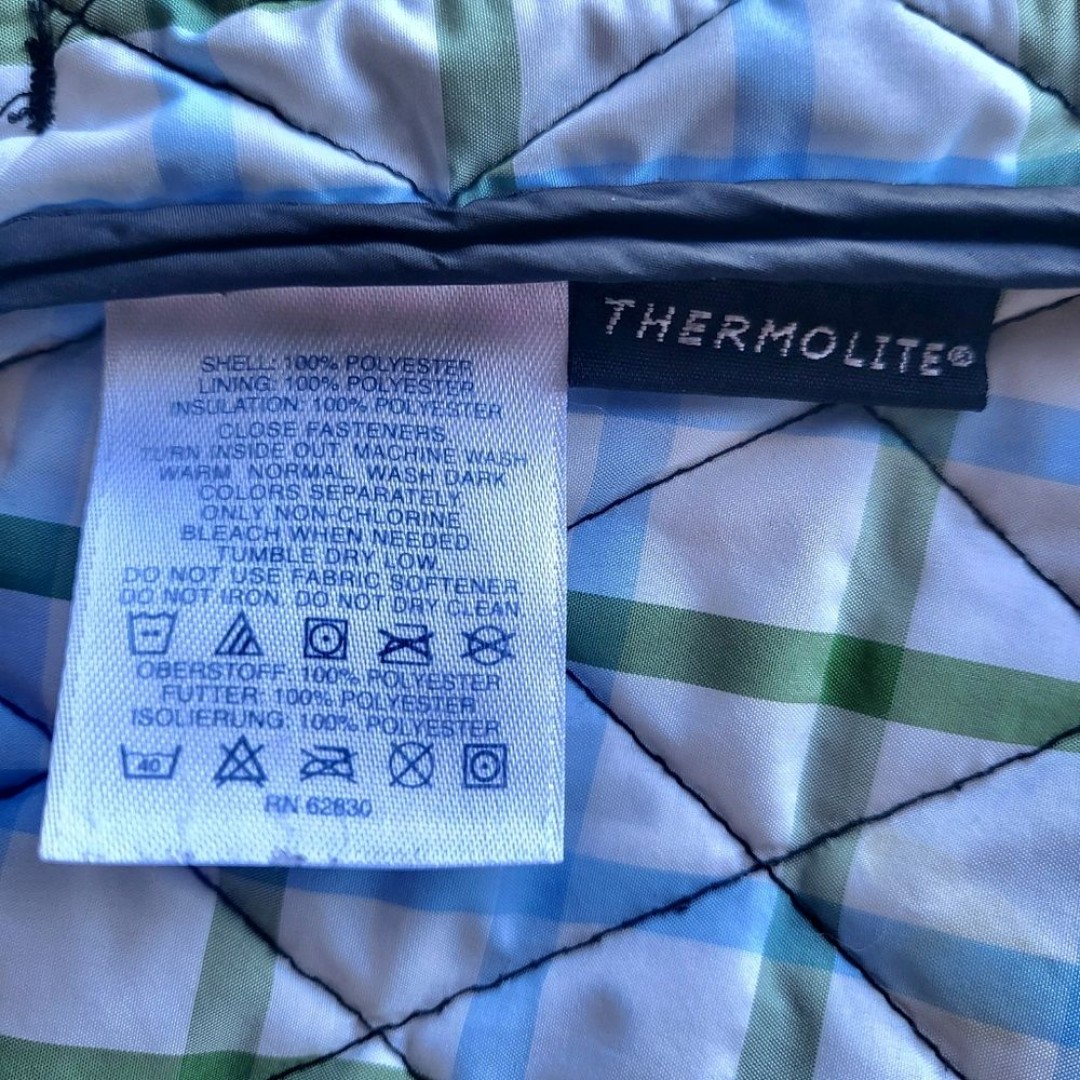 THERMOLITE®
SHELL: 100% POLYESTER
LINING: 100% POLYESTER
INSULATION: 100% POLYESTER
CLOSE FASTENERS,
TURN INSIDE OUT, MACHINE WASH
WARM, NORMAL, WASH DARK
COLORS SEPARATELY
ONLY NON-CHLORINE
BLEACH WHEN NEEDED
TUMBLE DRY LOW
DO NOT USE FABRIC SOFTENER
DO NOT IRON, DO NOT DRY CLEAN
OBERSTOFF: 100% POLYESTER
FUTTER: 100% POLYESTER
ISOLIERUNG: 100% POLYESTER
40
RN 62830